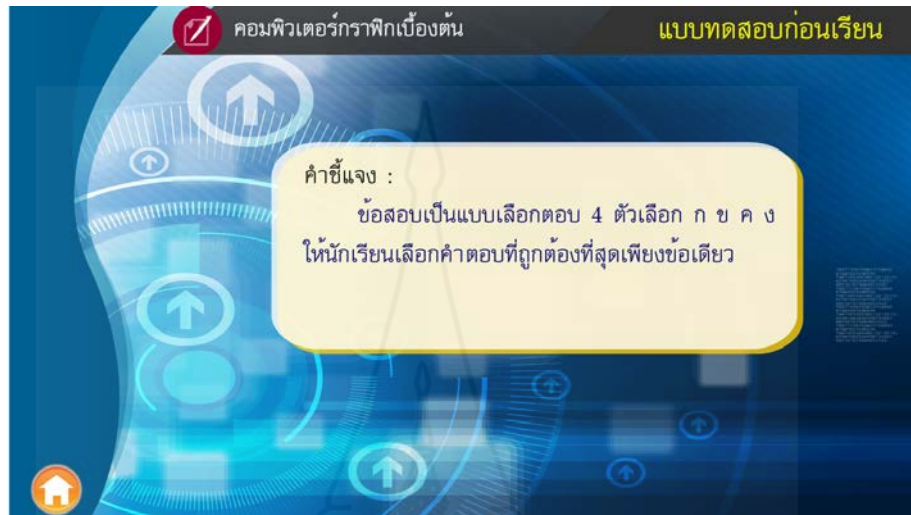 คอมพิวเตอร์กราฟิกเบื้องต้น
แบบทดสอบก่อนเรียน
คำชี้แจง :
ข้อสอบเป็นแบบเลือกตอบ 4 ตัวเลือก ก ข ค ง
ให้นักเรียนเลือกคำตอบที่ถูกต้องที่สุดเพียงข้อเดียว